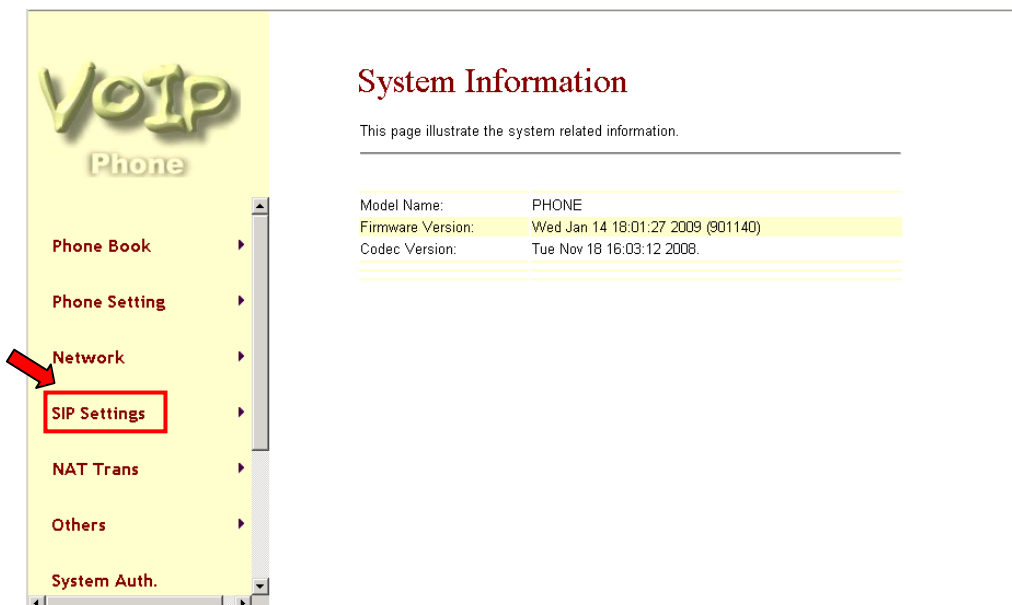 VoIP
Phone
Phone Book
Phone Setting
Network
SIP Settings
NAT Trans
Others
System Auth.
System Information
This page illustrate the system related information.
Model Name: PHONE
Firmware Version: Wed Jan 14 18:01:27 2009 (901140)
Codec Version: Tue Nov 18 16:03:12 2008.